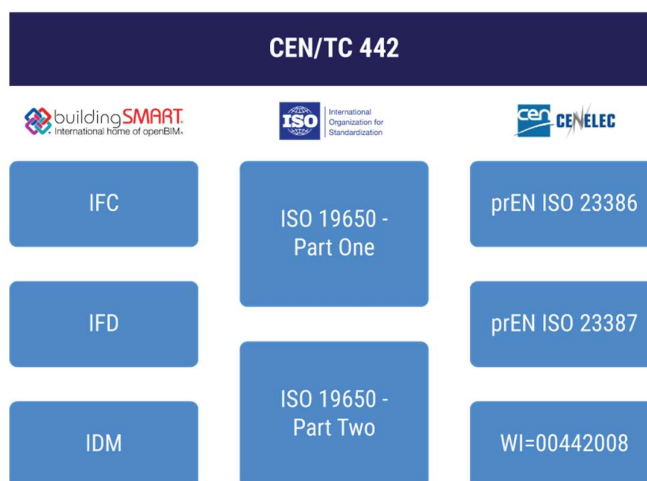 CEN/TC 442
buildingSMART.
International home of openBIM.
ISO
International
Organization for
Standardization
cen
CENELEC
IFC
ISO 19650 -
Part One
prEN ISO 23386
IFD
prEN ISO 23387
ISO 19650 -
Part Two
IDM
WI=00442008